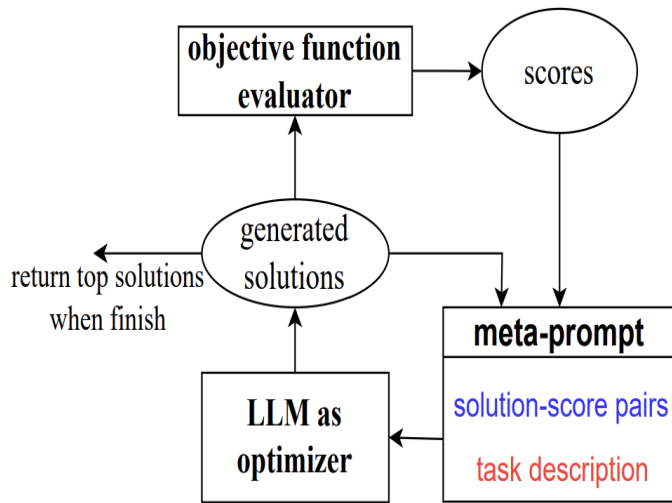 objective function
evaluator
scores
generated
solutions
return top solutions
when finish
meta-prompt
solution-score pairs
task description
LLM as
optimizer